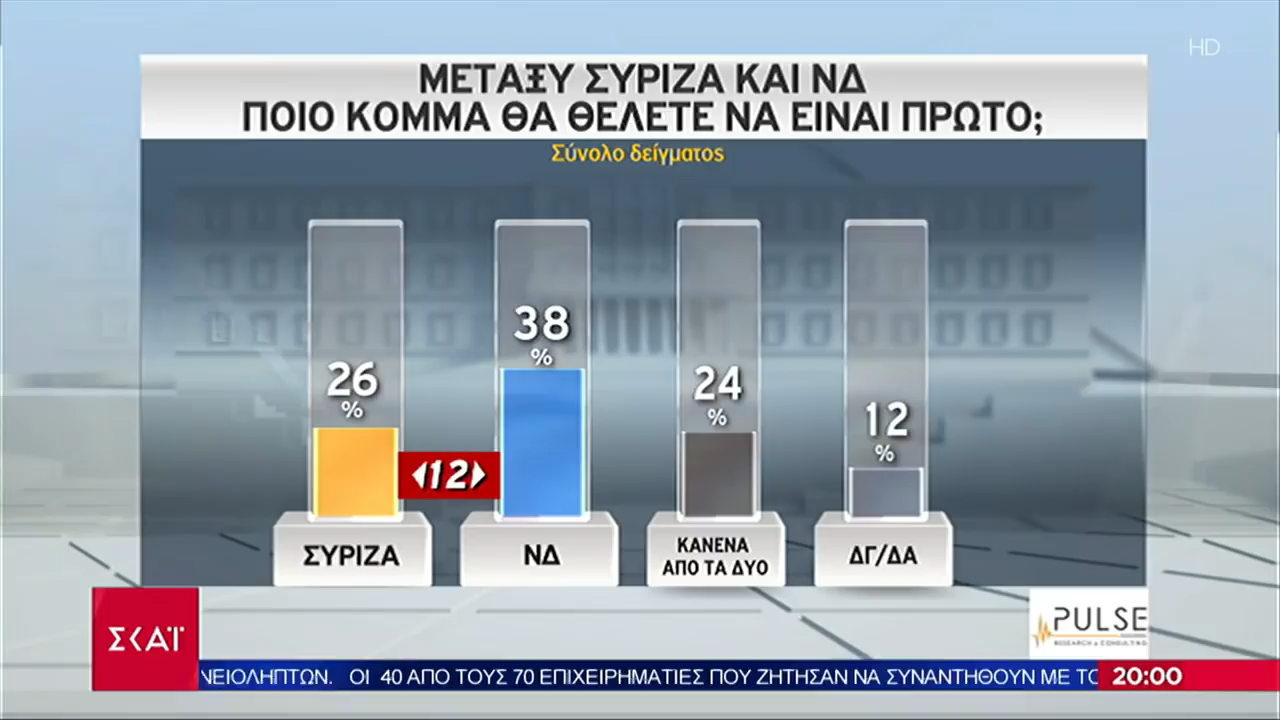 HD
ΜΕΤΑΞΥ ΣΥΡΙΖΑ ΚΑΙ ΝΔ
ΠΟΙΟ ΚΟΜΜΑ ΘΑ ΘΕΛΕΤΕ ΝΑ ΕΙΝΑΙ ΠΡΩΤΟ;
Σύνολο δείγματος
26
%
38
%
24
%
12
%
12
ΣΥΡΙΖΑ
ΝΔ
ΚΑΝΕΝΑ
ΑΠΟ ΤΑ ΔΥΟ
ΔΓ/ΔΑ
PULSE
RESEARCH & CONSULTING
ΣΚΑΪ
ΝΕΙΟΛΗΠΤΩΝ. ΟΙ 40 ΑΠΟ ΤΟΥΣ 70 ΕΠΙΧΕΙΡΗΜΑΤΙΕΣ ΠΟΥ ΖΗΤΗΣΑΝ ΝΑ ΣΥΝΑΝΤΗΘΟΥΝ ΜΕ ΤΟ
20:00